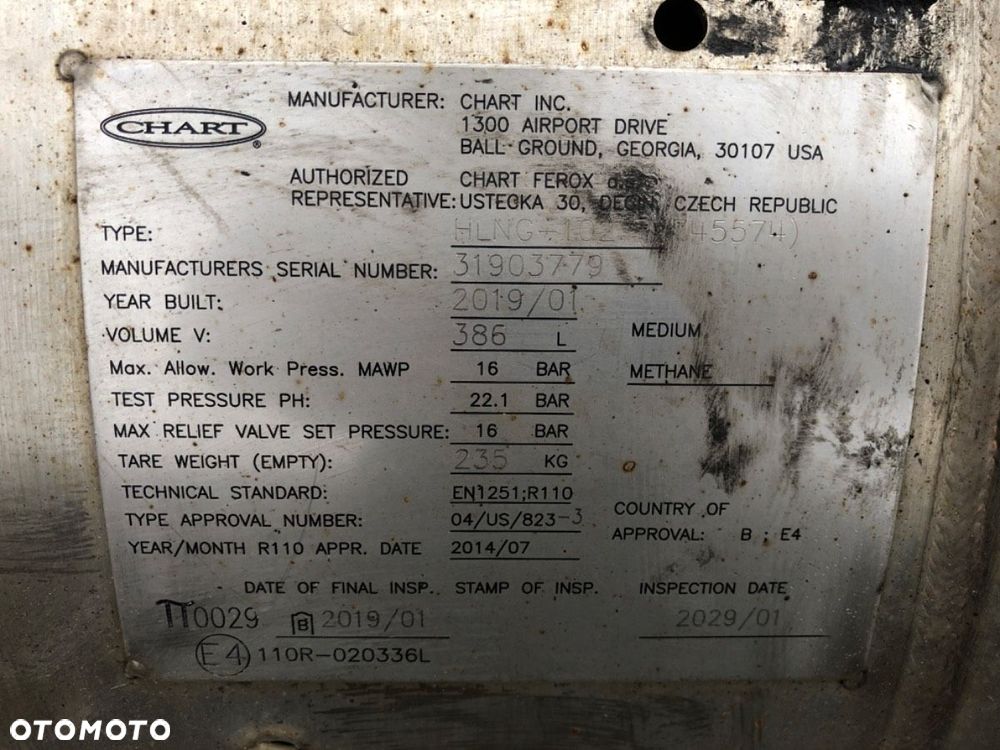 CHART®
MANUFACTURER: CHART INC.
1300 AIRPORT DRIVE
BALL GROUND, GEORGIA, 30107 USA
AUTHORIZED CHART FEROX
REPRESENTATIVE: USTECKA 30, DECIN, CZECH REPUBLIC
TYPE: 45574)
MANUFACTURERS SERIAL NUMBER: 31903779
YEAR BUILT: 2019/01
VOLUME V: 386 L MEDIUM
Max. Allow. Work Press. MAWP 16 BAR METHANE
TEST PRESSURE PH: 22.1 BAR
MAX RELIEF VALVE SET PRESSURE: 16 BAR
TARE WEIGHT (EMPTY): 235 KG
TECHNICAL STANDARD: EN1251;R110
TYPE APPROVAL NUMBER: 04/US/823-3 COUNTRY OF
APPROVAL: B ; E4
YEAR/MONTH R110 APPR. DATE 2014/07
DATE OF FINAL INSP. STAMP OF INSP. INSPECTION DATE
π0029 B 2019/01 2029/01
E4 110R-020336L
OTOMOTO